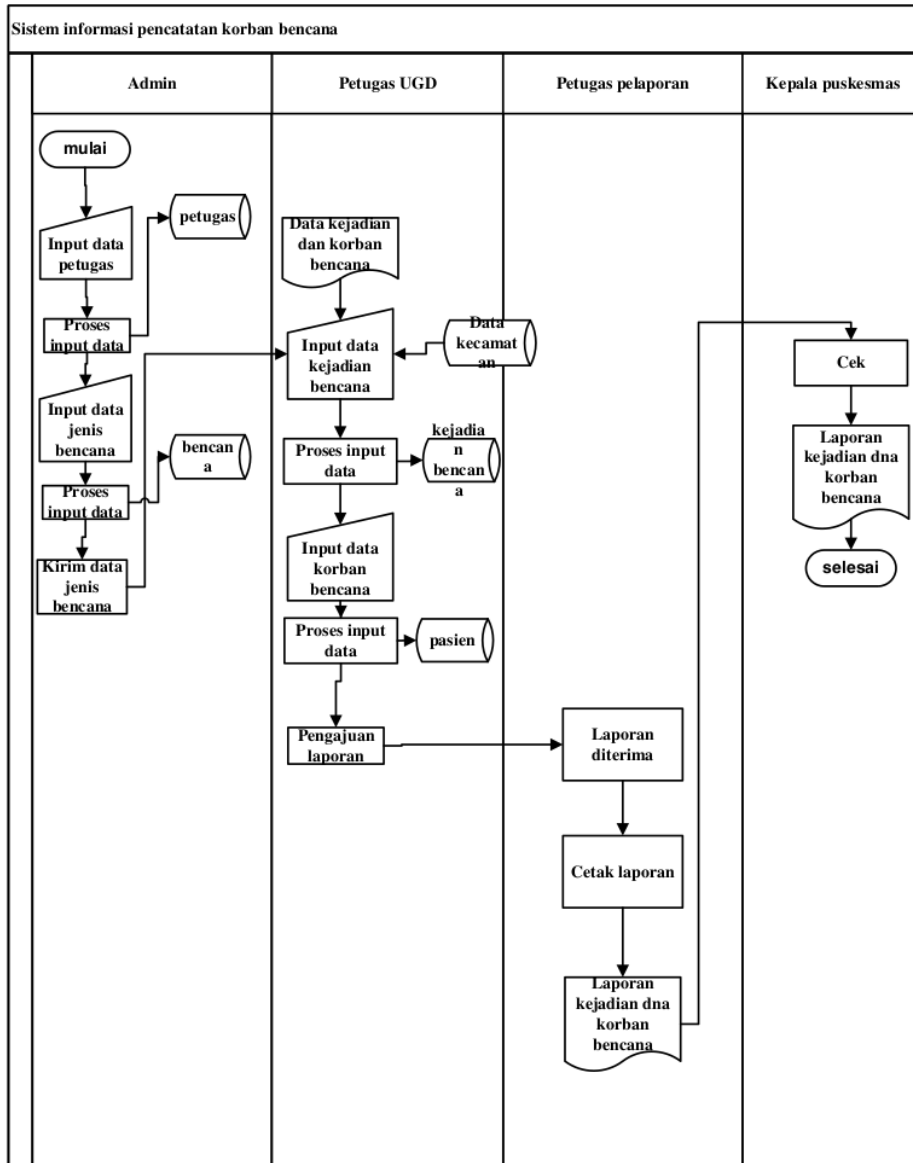 Sistem informasi pencatatan korban bencana
Admin
Petugas UGD
Petugas pelaporan
Kepala puskesmas
mulai
petugas
Input data
petugas
Proses
input data
Input data
jenis
bencana
bencan
a
Proses
input data
Kirim data
jenis
bencana
Data kejadian
dan korban
bencana
Data
kecamat
an
Input data
kejadian
bencana
Proses input
data
kejadia
n
bencan
a
Input data
korban
bencana
Proses input
data
pasien
Pengajuan
laporan
Laporan
diterima
Cetak laporan
Laporan
kejadian dna
korban
bencana
Cek
Laporan
kejadian dna
korban
bencana
selesai